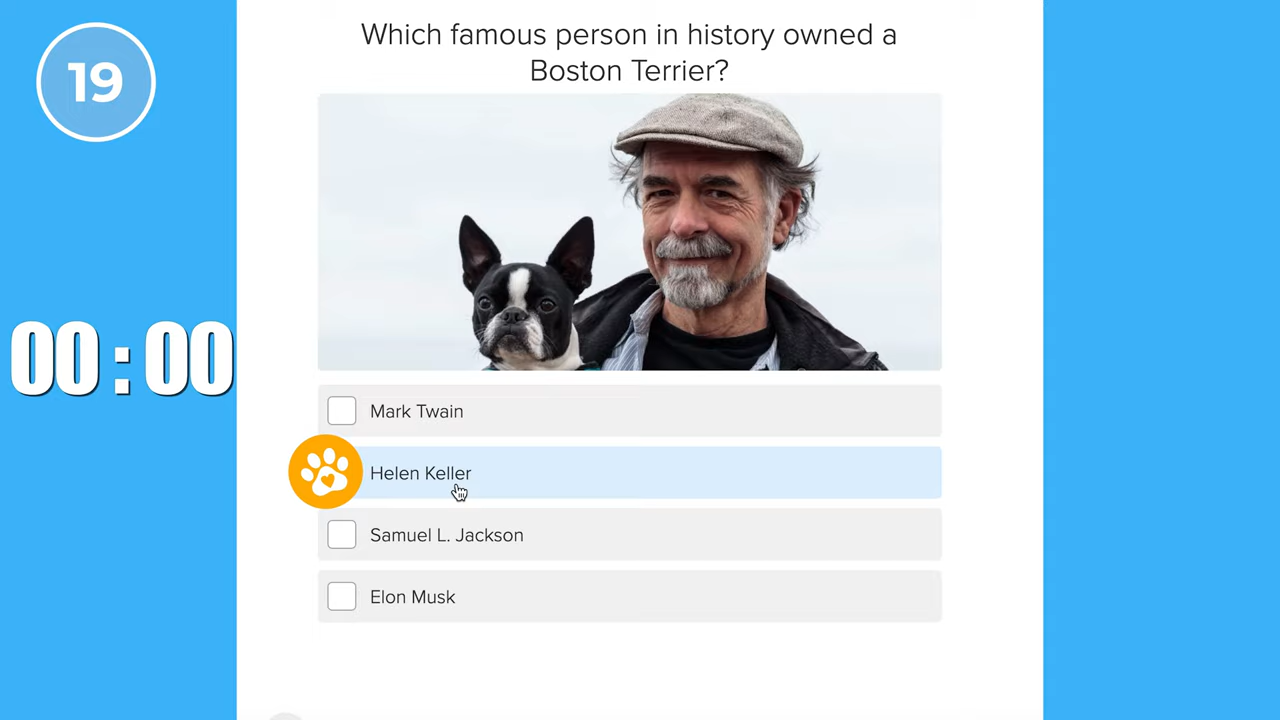 19
Which famous person in history owned a
Boston Terrier?
00:00
Mark Twain
Helen Keller
Samuel L. Jackson
Elon Musk